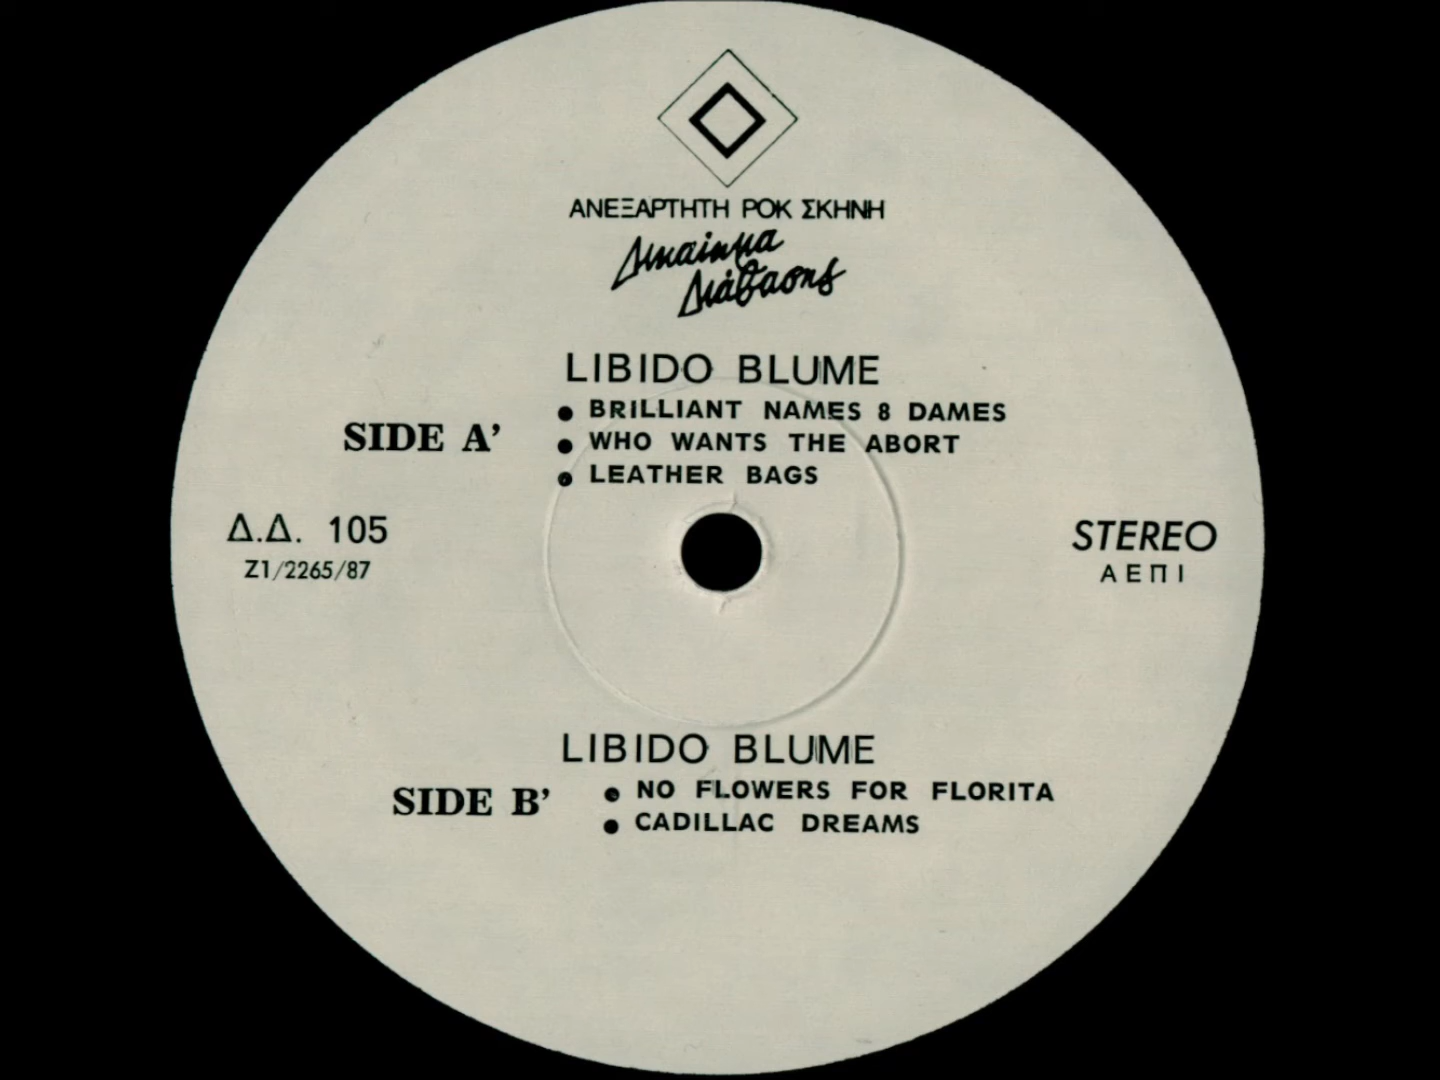 ΑΝΕΞΑΡΤΗΤΗ ΡΟΚ ΣΚΗΝΗ
Δικαίωμα
Διάβασης
LIBIDO BLUME
SIDE A'
• BRILLIANT NAMES 8 DAMES
• WHO WANTS THE ABORT
• LEATHER BAGS
Δ.Δ. 105
Z1/2265/87
STEREO
ΑΕΠΙ
LIBIDO BLUME
SIDE B'
• NO FLOWERS FOR FLORITA
• CADILLAC DREAMS